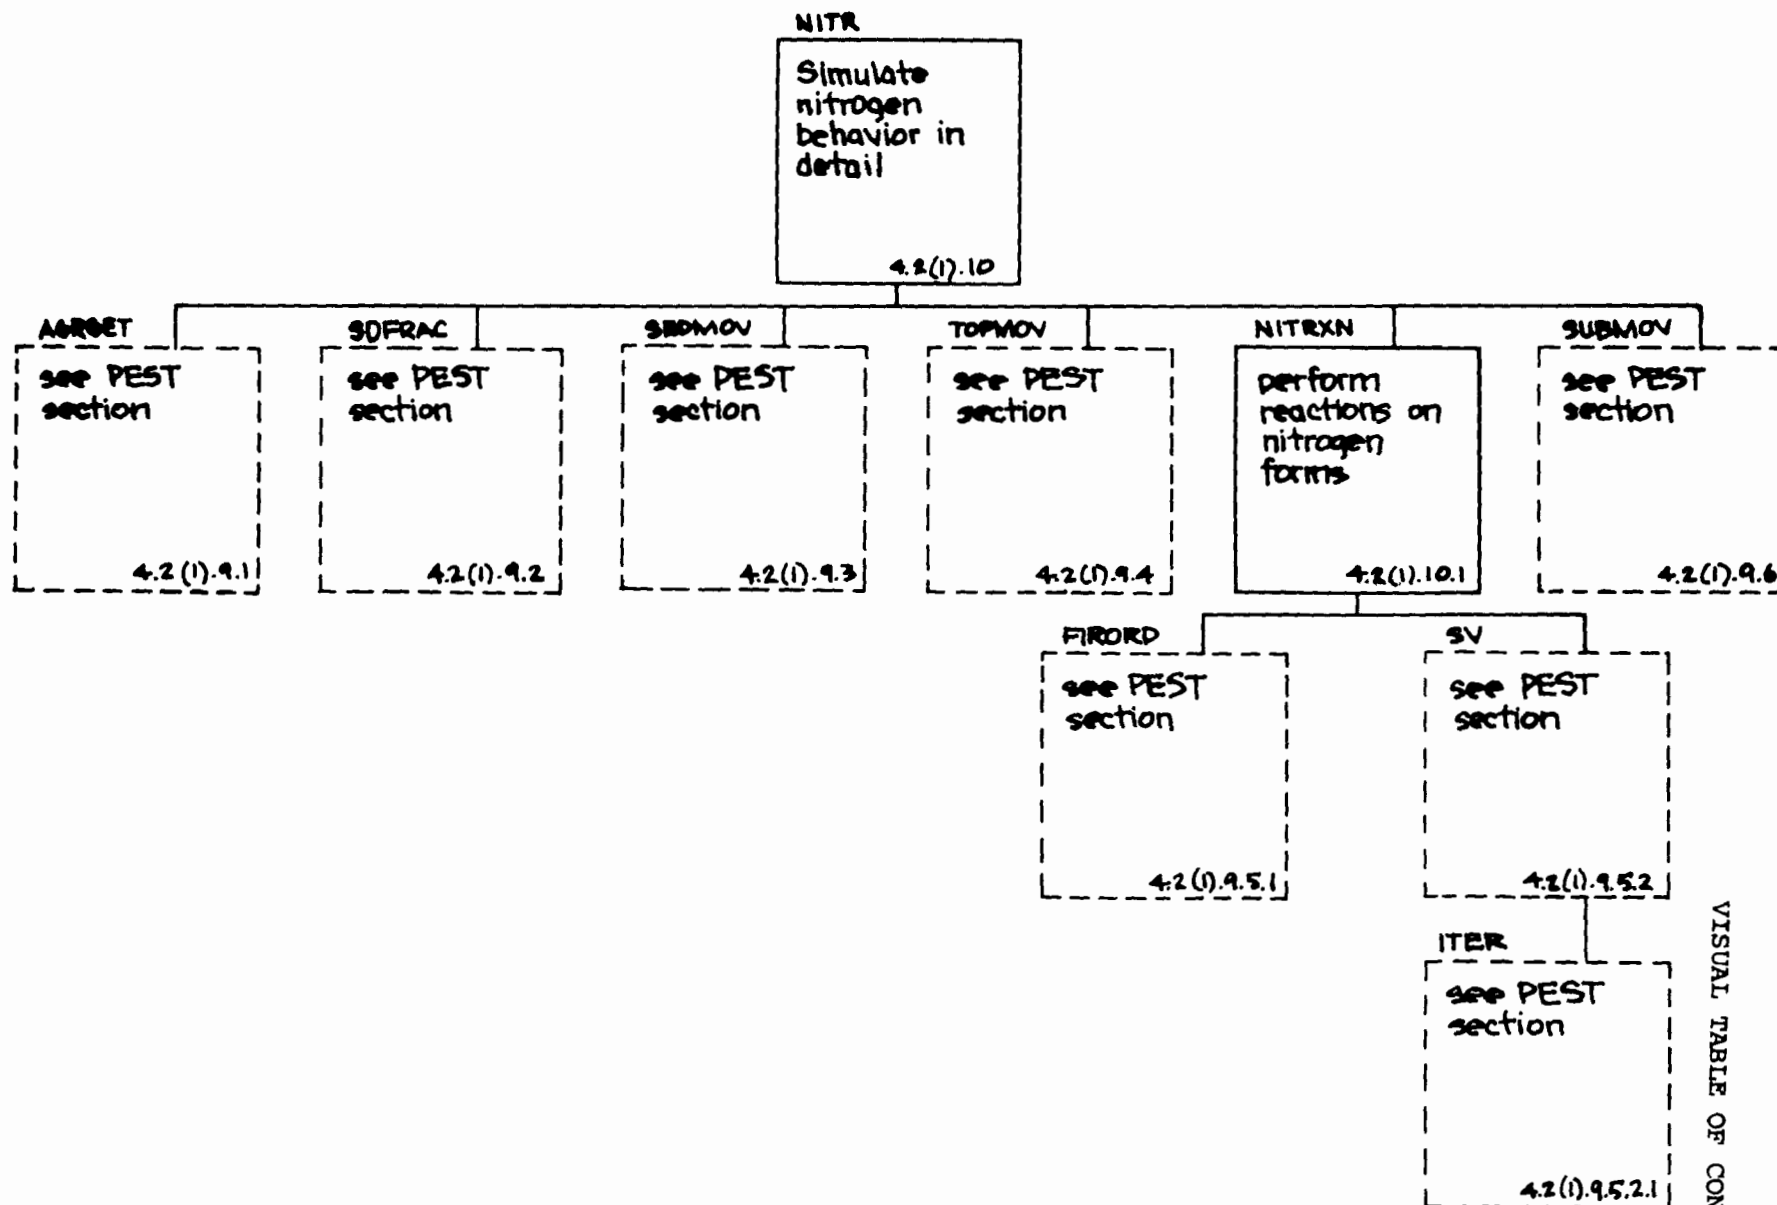 NITR
Simulate
nitrogen
behavior in
detail
4.2(1).10
AGRGET
see PEST
section
4.2(1).9.1
SDFRAC
see PEST
section
4.2(1).9.2
SEDMOV
see PEST
section
4.2(1).9.3
TOPMOV
see PEST
section
4.2(1).9.4
NITRXN
perform
reactions on
nitrogen
forms
4.2(1).10.1
SUBMOV
see PEST
section
4.2(1).9.6
FIRORD
see PEST
section
4.2(1).9.5.1
SV
see PEST
section
4.2(1).9.5.2
ITER
see PEST
section
4.2(1).9.5.2.1
VISUAL TABLE OF CON